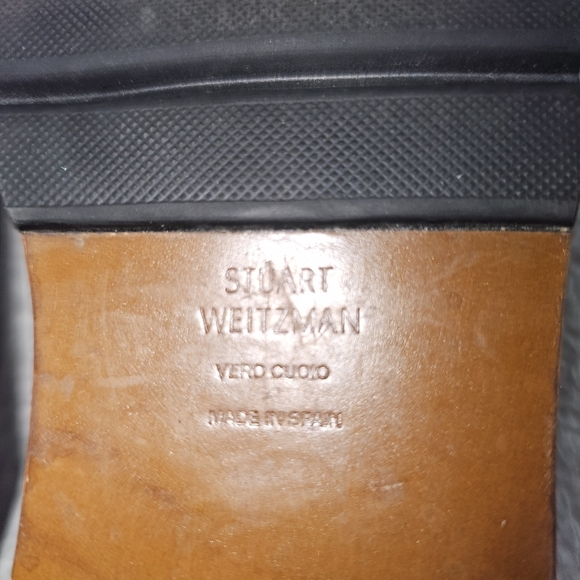 STUART
WEITZMAN
VERO CUOIO
MADE IN SPAIN